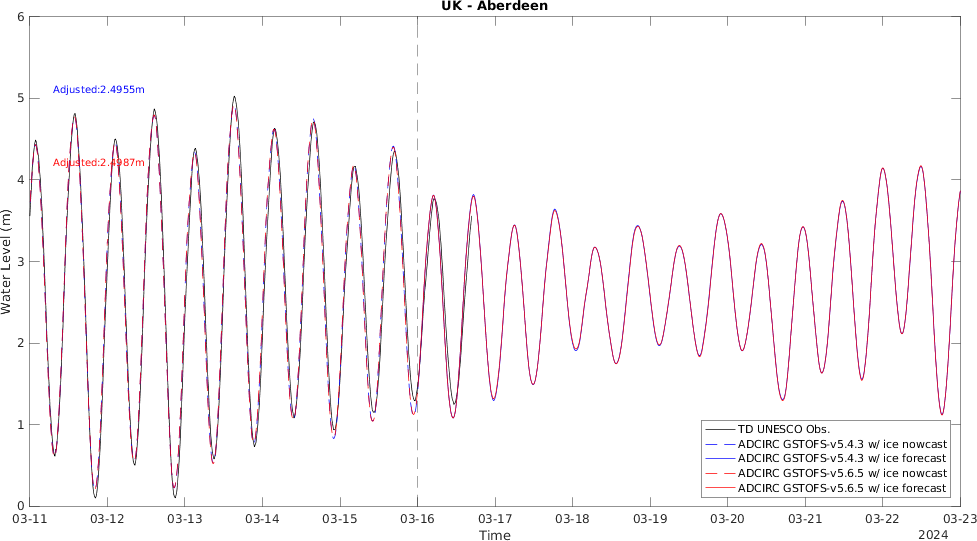 UK - Aberdeen
6
5
4
3
2
1
0
Water Level (m)
Adjusted:2.4955m
Adjusted:2.4987m
TD UNESCO Obs.
ADCIRC GSTOFS-v5.4.3 w/ ice nowcast
ADCIRC GSTOFS-v5.4.3 w/ ice forecast
ADCIRC GSTOFS-v5.6.5 w/ ice nowcast
ADCIRC GSTOFS-v5.6.5 w/ ice forecast
03-11 03-12 03-13 03-14 03-15 03-16 03-17 03-18 03-19 03-20 03-21 03-22 03-23
Time
2024